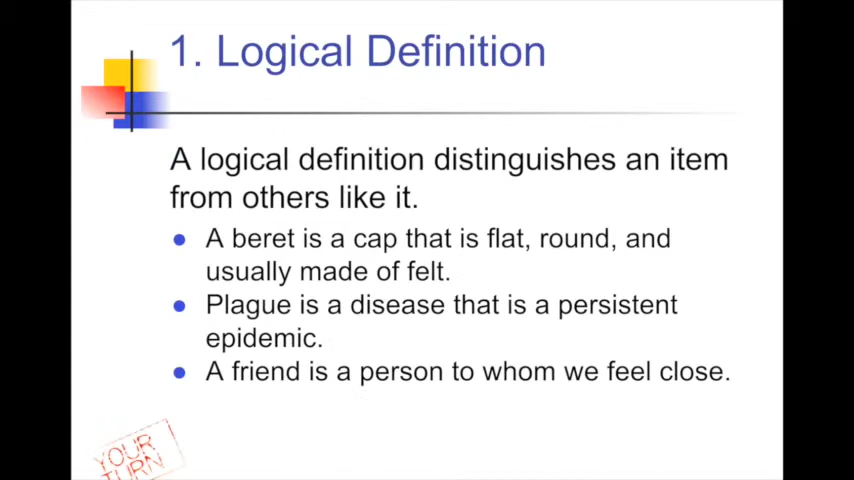 1. Logical Definition
A logical definition distinguishes an item
from others like it.
A beret is a cap that is flat, round, and
usually made of felt.
Plague is a disease that is a persistent
epidemic.
A friend is a person to whom we feel close.
YOUR
TURN